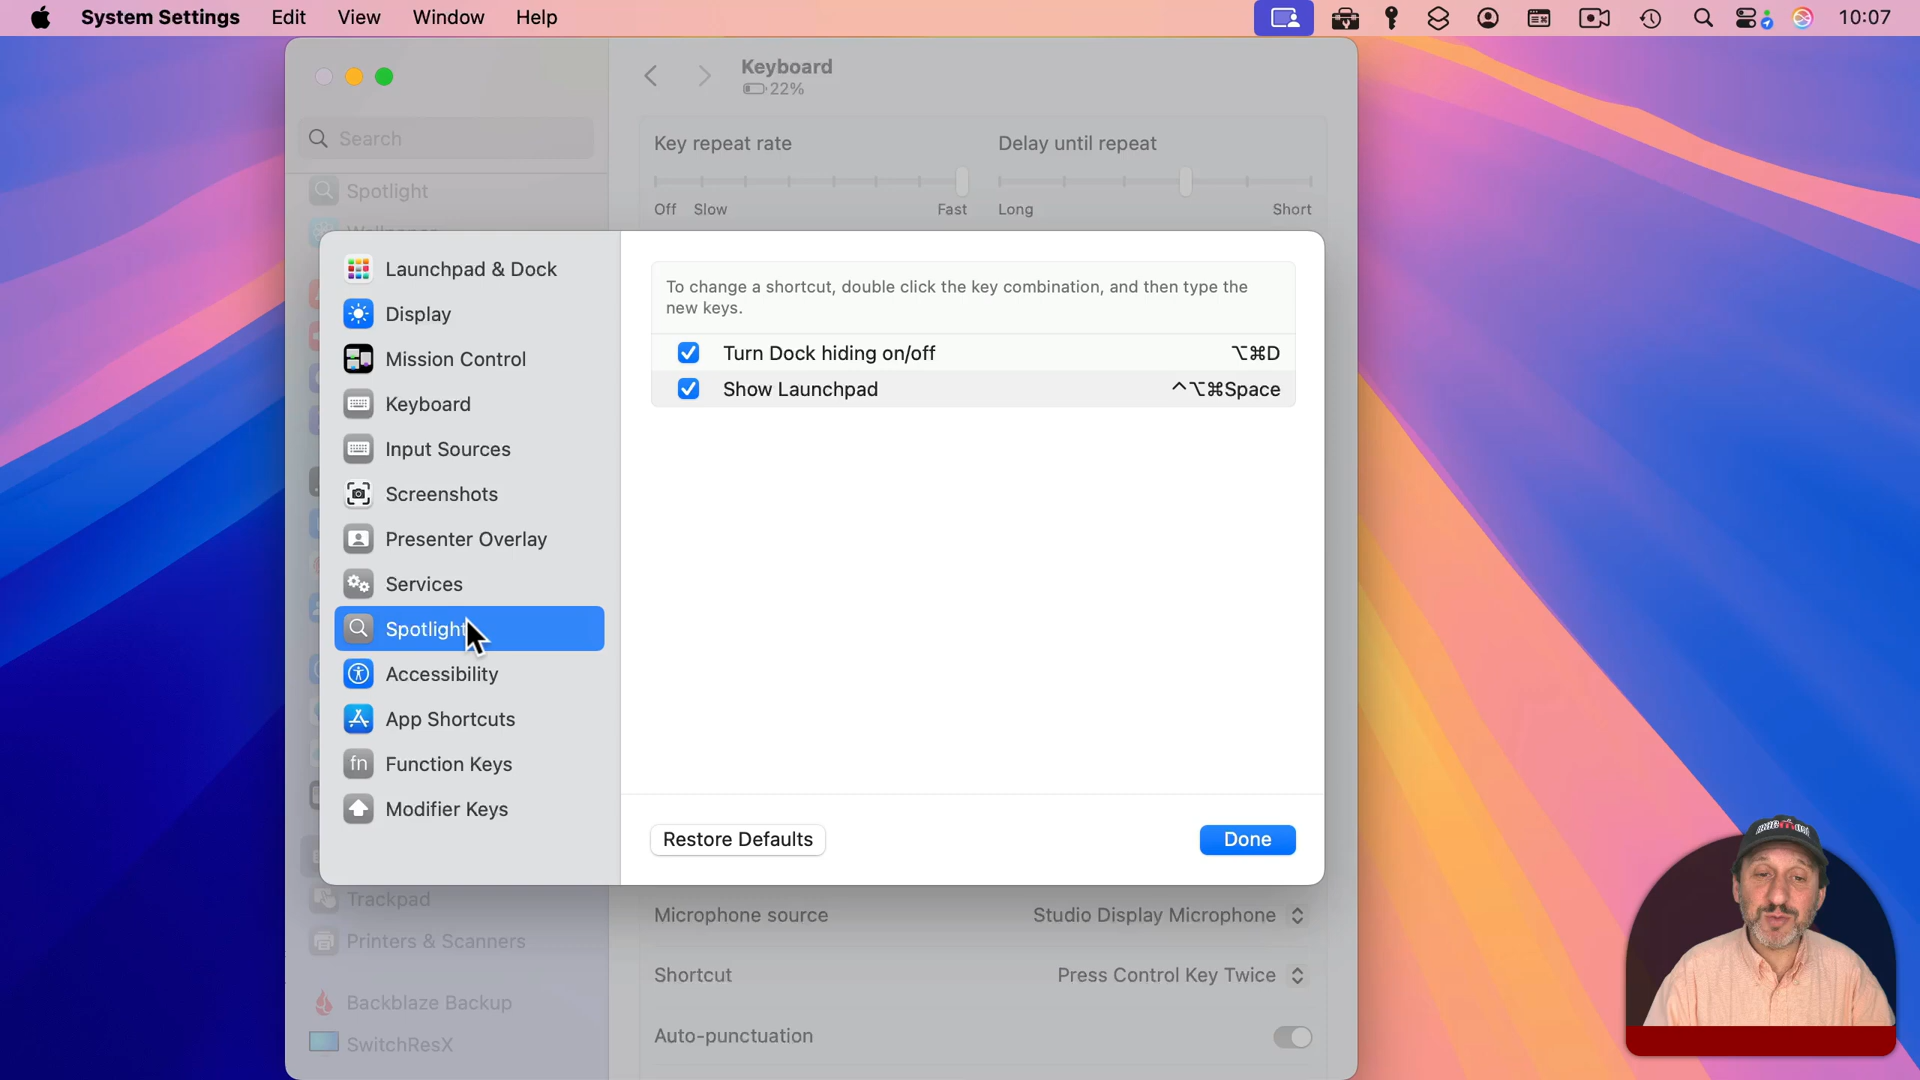 System Settings Edit View Window Help 10:07
Keyboard
22%
Search
Key repeat rate Delay until repeat
Off Slow Fast Long Short
Spotlight
Launchpad & Dock
Display
Mission Control
Keyboard
Input Sources
Screenshots
Presenter Overlay
Services
Spotlight
Accessibility
App Shortcuts
fn Function Keys
Modifier Keys
To change a shortcut, double click the key combination, and then type the
new keys.
Turn Dock hiding on/off ⌥⌘D
Show Launchpad ^⌥⌘Space
Restore Defaults Done
Trackpad
Printers & Scanners
Backblaze Backup
SwitchResX
Microphone source Studio Display Microphone
Shortcut Press Control Key Twice
Auto-punctuation